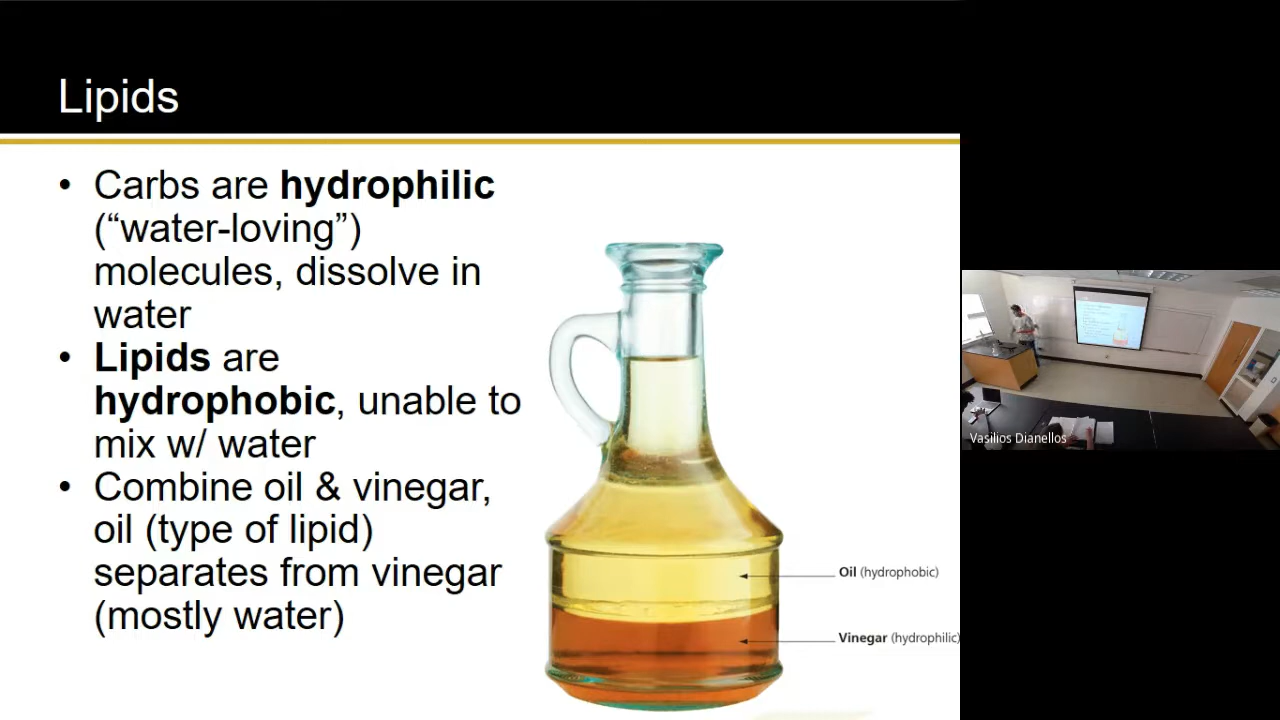 Lipids
• Carbs are hydrophilic
(“water-loving”)
molecules, dissolve in
water
• Lipids are
hydrophobic, unable to
mix w/ water
• Combine oil & vinegar,
oil (type of lipid)
separates from vinegar
(mostly water)
Oil (hydrophobic)
Vinegar (hydrophilic)
Vasilios Dianellos